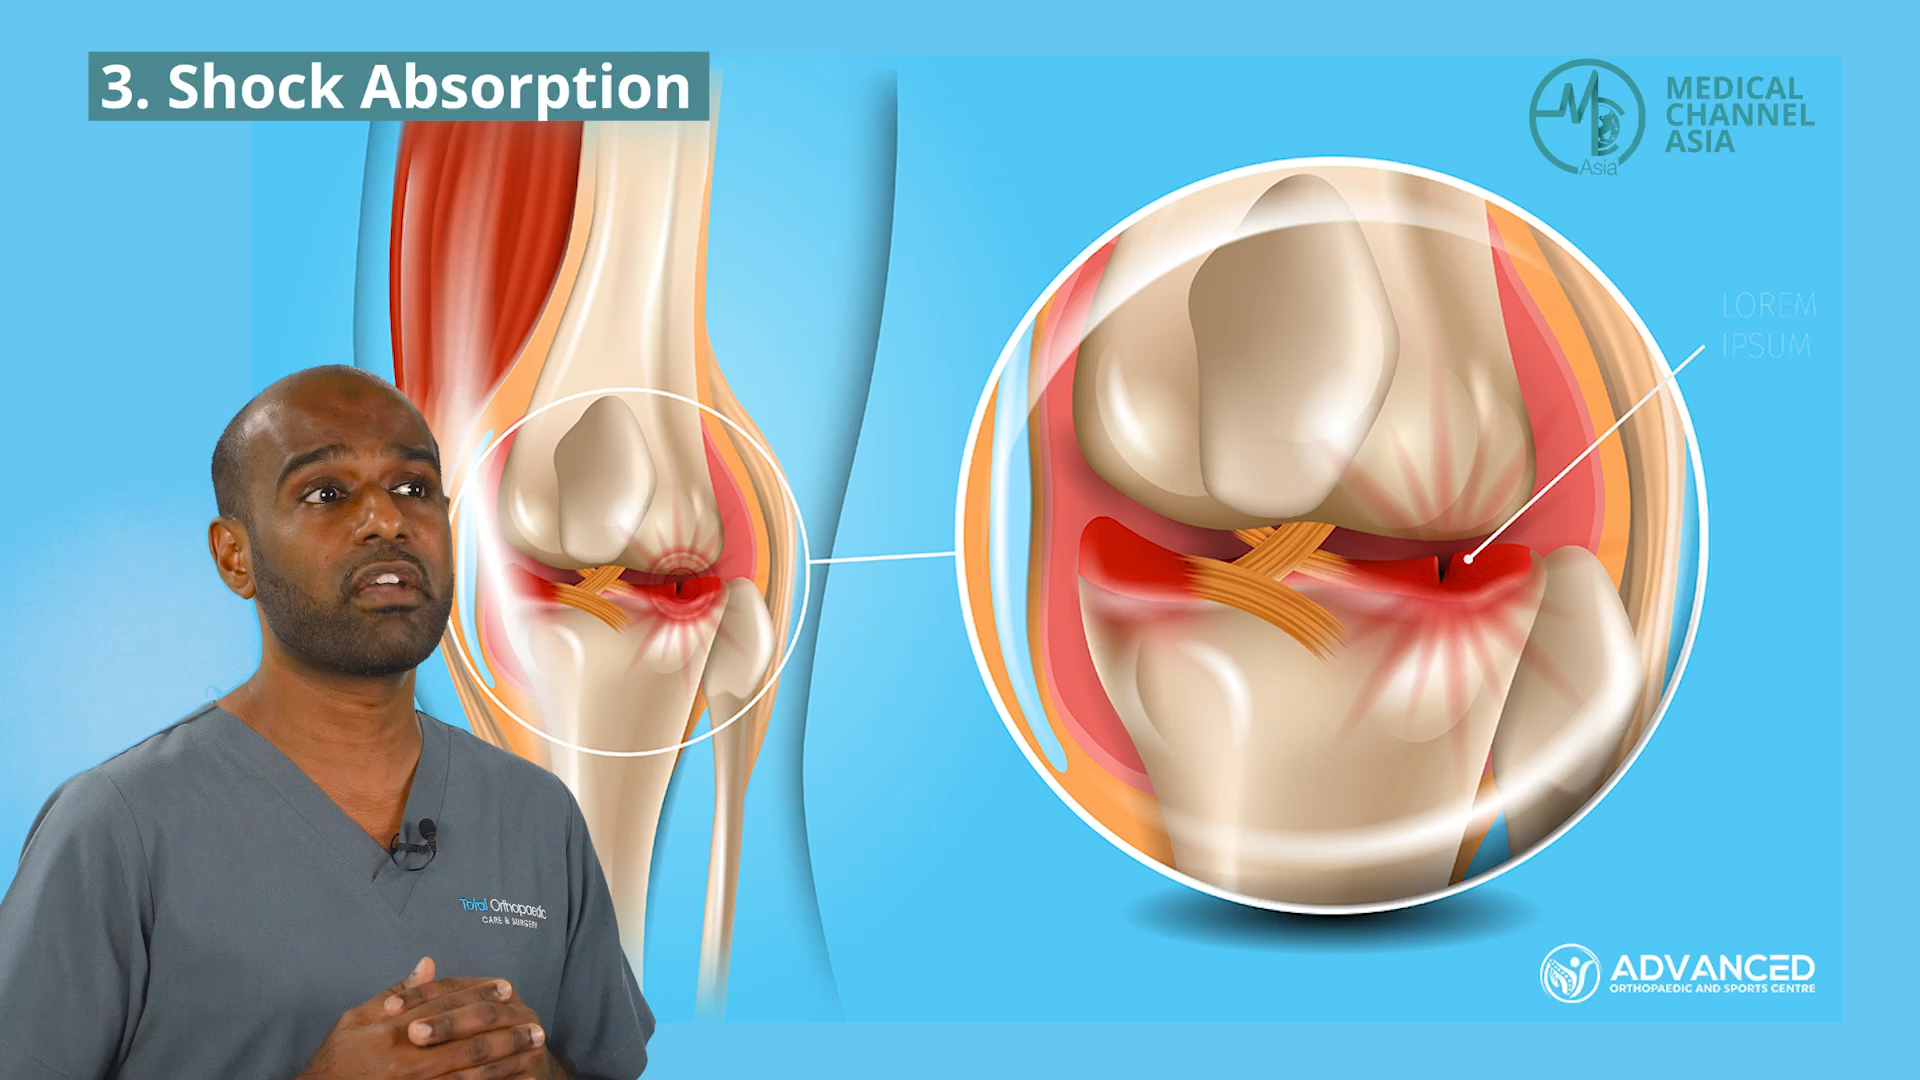 3. Shock Absorption
MEDICAL
CHANNEL
ASIA
Asia
LOREM
IPSUM
Total Orthopaedic
CARE & SURGERY
ADVANCED
ORTHOPAEDIC AND SPORTS CENTRE